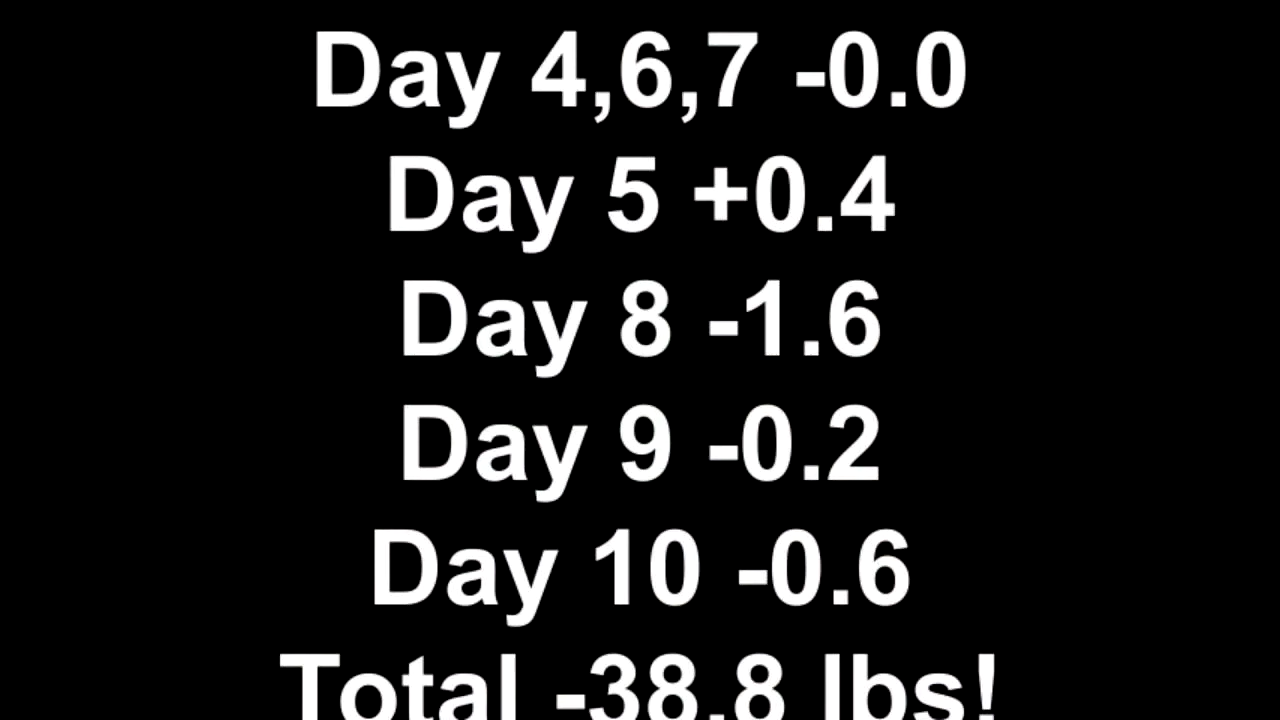 Day 4,6,7 -0.0
Day 5 +0.4
Day 8 -1.6
Day 9 -0.2
Day 10 -0.6
Total -38.8 lbs!